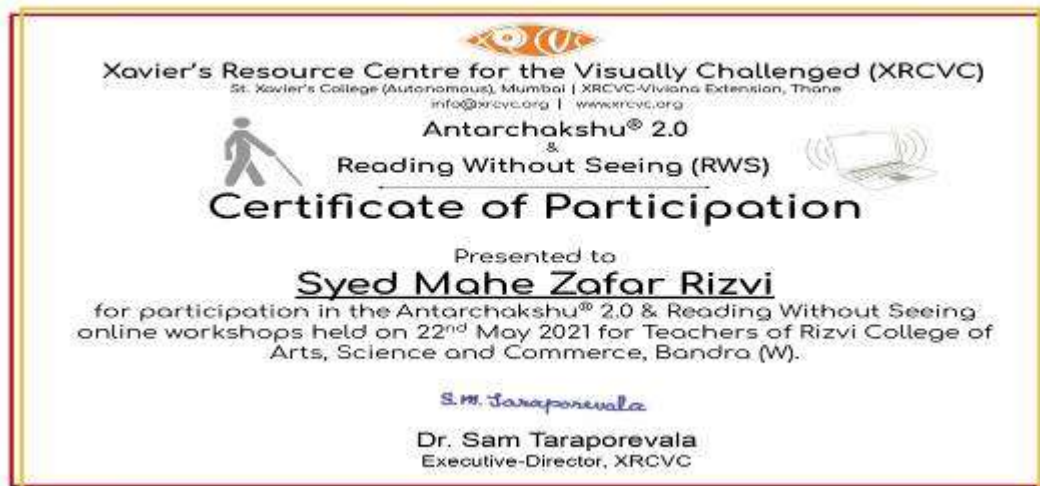 XRCVC
Xavier's Resource Centre for the Visually Challenged (XRCVC)
St. Xavier's College (Autonomous), Mumbai | XRCVC-Viviana Extension, Thane
info@xrcvc.org | www.xrcvc.org
Antarchakshu® 2.0
&
Reading Without Seeing (RWS)
Certificate of Participation
Presented to
Syed Mahe Zafar Rizvi
for participation in the Antarchakshu® 2.0 & Reading Without Seeing
online workshops held on 22nd May 2021 for Teachers of Rizvi College of
Arts, Science and Commerce, Bandra (W).
S.M. Taraporevala
Dr. Sam Taraporevala
Executive-Director, XRCVC